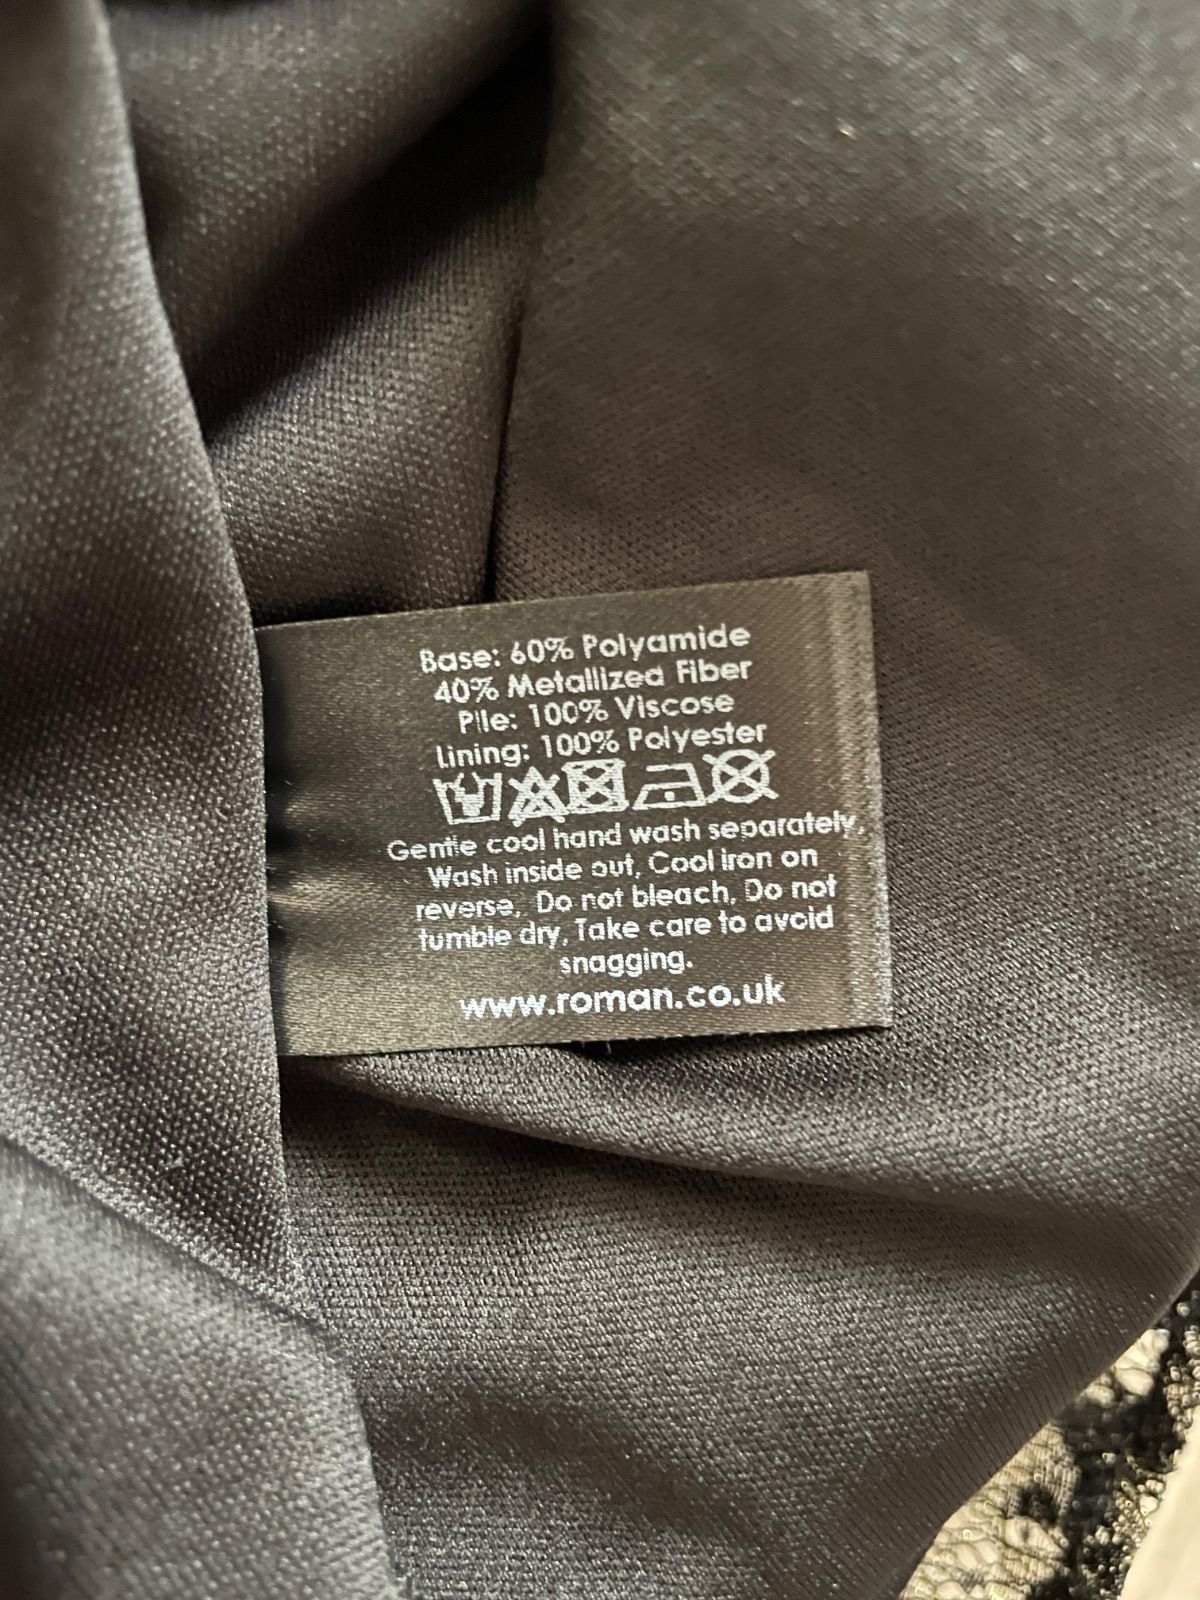 Base: 60% Polyamide
40% Metallized Fiber
Pile: 100% Viscose
Lining: 100% Polyester
Gentle cool hand wash separately,
Wash inside out, Cool iron on
reverse, Do not bleach, Do not
tumble dry, Take care to avoid
snagging.
www.roman.co.uk